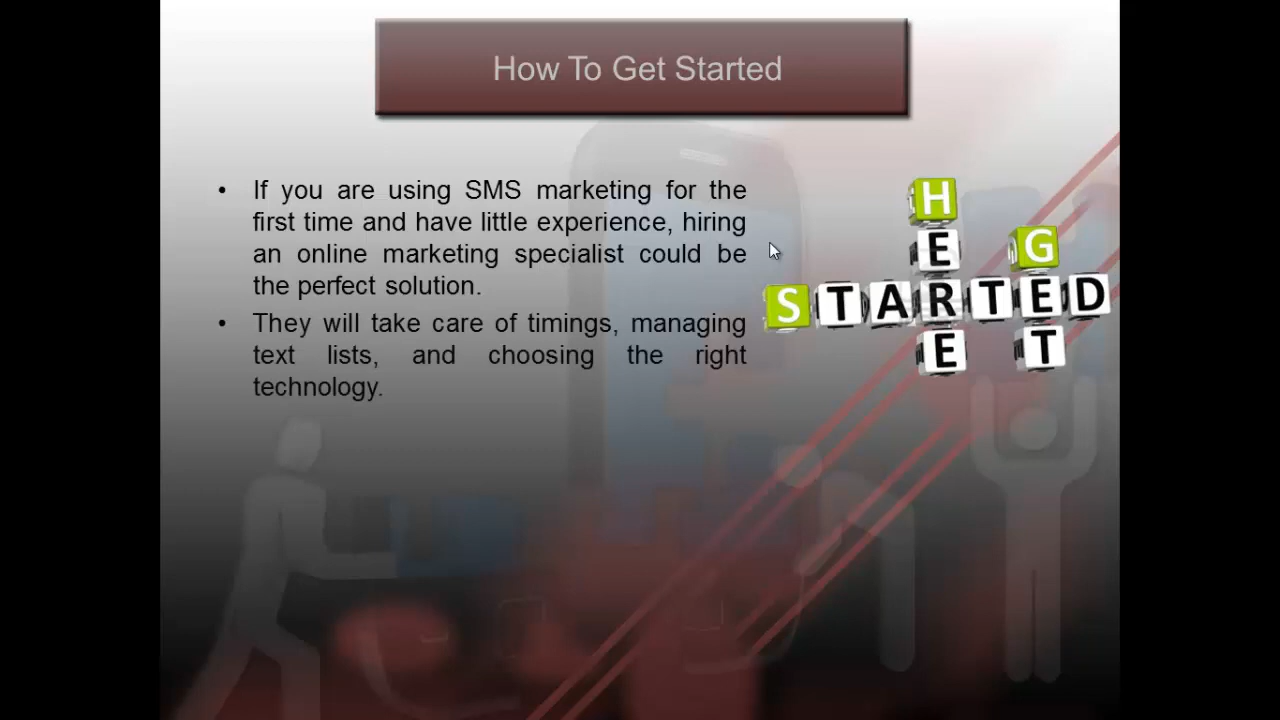 How To Get Started
• If you are using SMS marketing for the
first time and have little experience, hiring
an online marketing specialist could be
the perfect solution.
• They will take care of timings, managing
text lists, and choosing the right
technology.
HERE
GET
STARTED